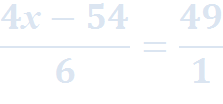 4x − 54 / 6 = 49 / 1